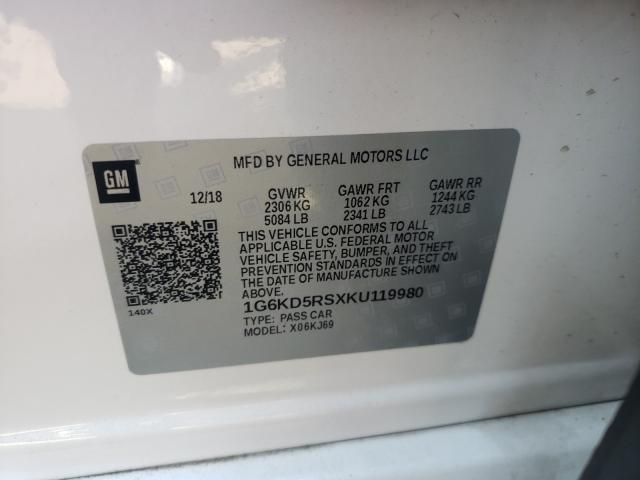 GM
MFD BY GENERAL MOTORS LLC
12/18 GVWR GAWR FRT GAWR RR
2306 KG 1062 KG 1244 KG
5084 LB 2341 LB 2743 LB
THIS VEHICLE CONFORMS TO ALL
APPLICABLE U.S. FEDERAL MOTOR
VEHICLE SAFETY, BUMPER, AND THEFT
PREVENTION STANDARDS IN EFFECT ON
THE DATE OF MANUFACTURE SHOWN
ABOVE.
1G6KD5RSXKU119980
140X
TYPE: PASS CAR
MODEL: X06KJ69